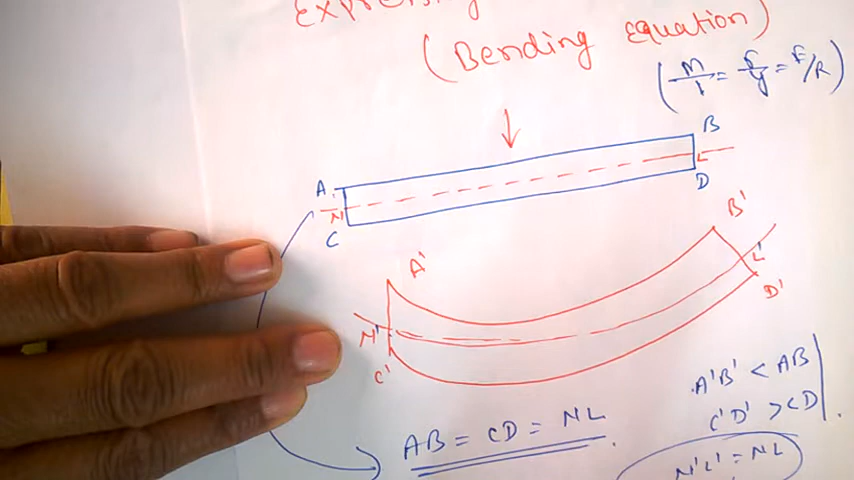 (Bending Equation)
(M/I = F/y = E/R)
B
A
N
L
C
D
B'
A'
L'
N'
D'
C'
A'B' < AB
C'D' > CD
AB = CD = NL.
N'L' = NL